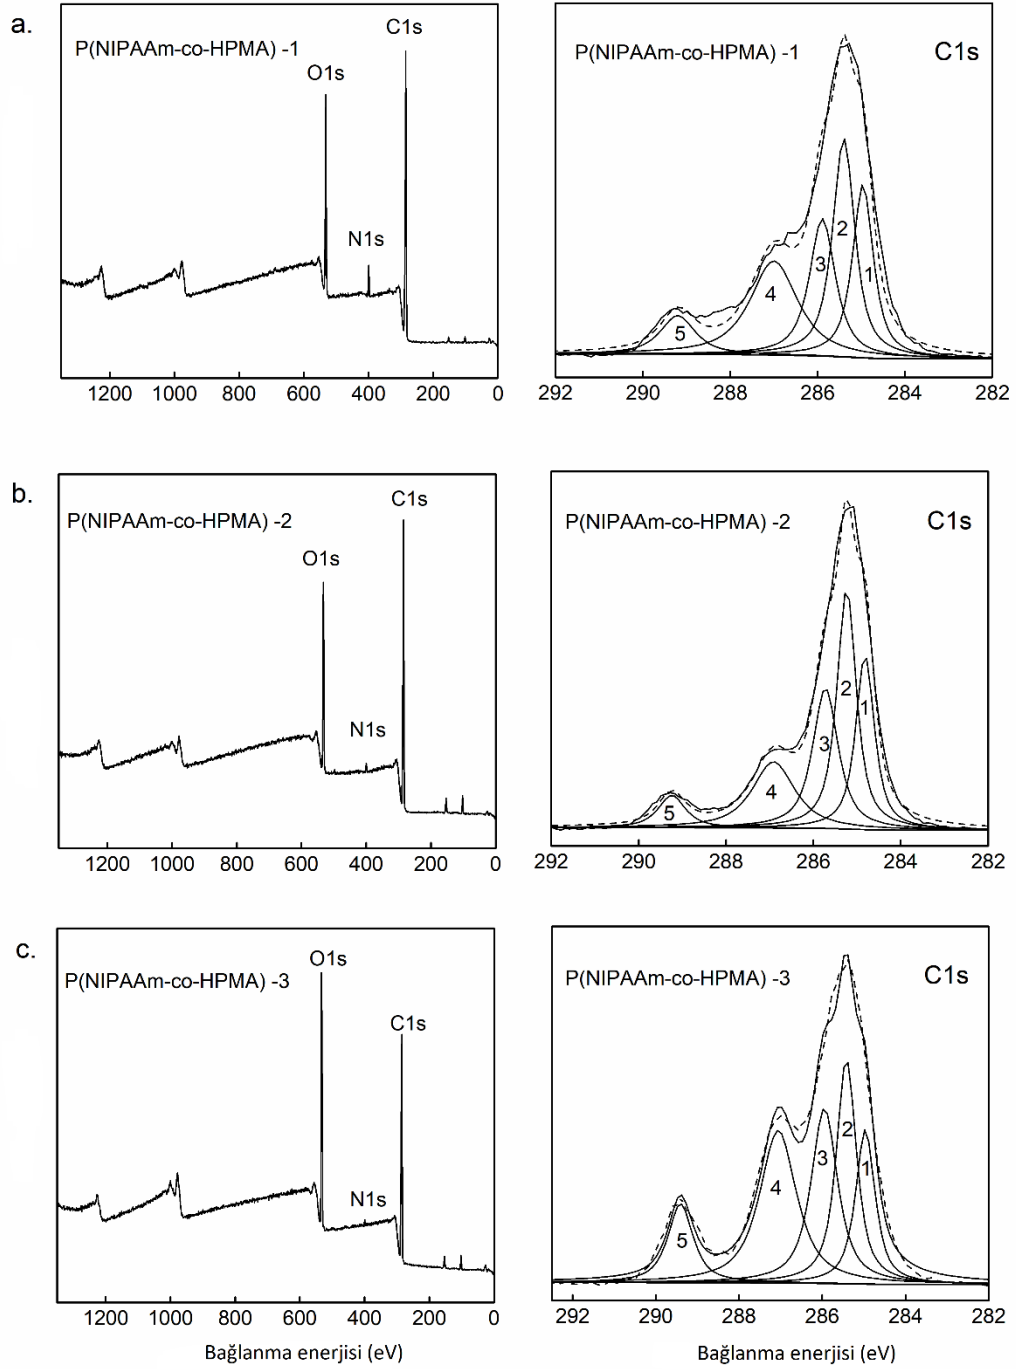 a.
P(NIPAAm-co-HPMA) -1
C1s
O1s
N1s
1200 1000 800 600 400 200 0
P(NIPAAm-co-HPMA) -1
C1s
1
2
3
4
5
292 290 288 286 284 282
b.
P(NIPAAm-co-HPMA) -2
C1s
O1s
N1s
1200 1000 800 600 400 200 0
P(NIPAAm-co-HPMA) -2
C1s
1
2
3
4
5
292 290 288 286 284 282
c.
P(NIPAAm-co-HPMA) -3
O1s
C1s
N1s
1200 1000 800 600 400 200 0
Bağlanma enerjisi (eV)
P(NIPAAm-co-HPMA) -3
C1s
1
2
3
4
5
292 290 288 286 284 282
Bağlanma enerjisi (eV)